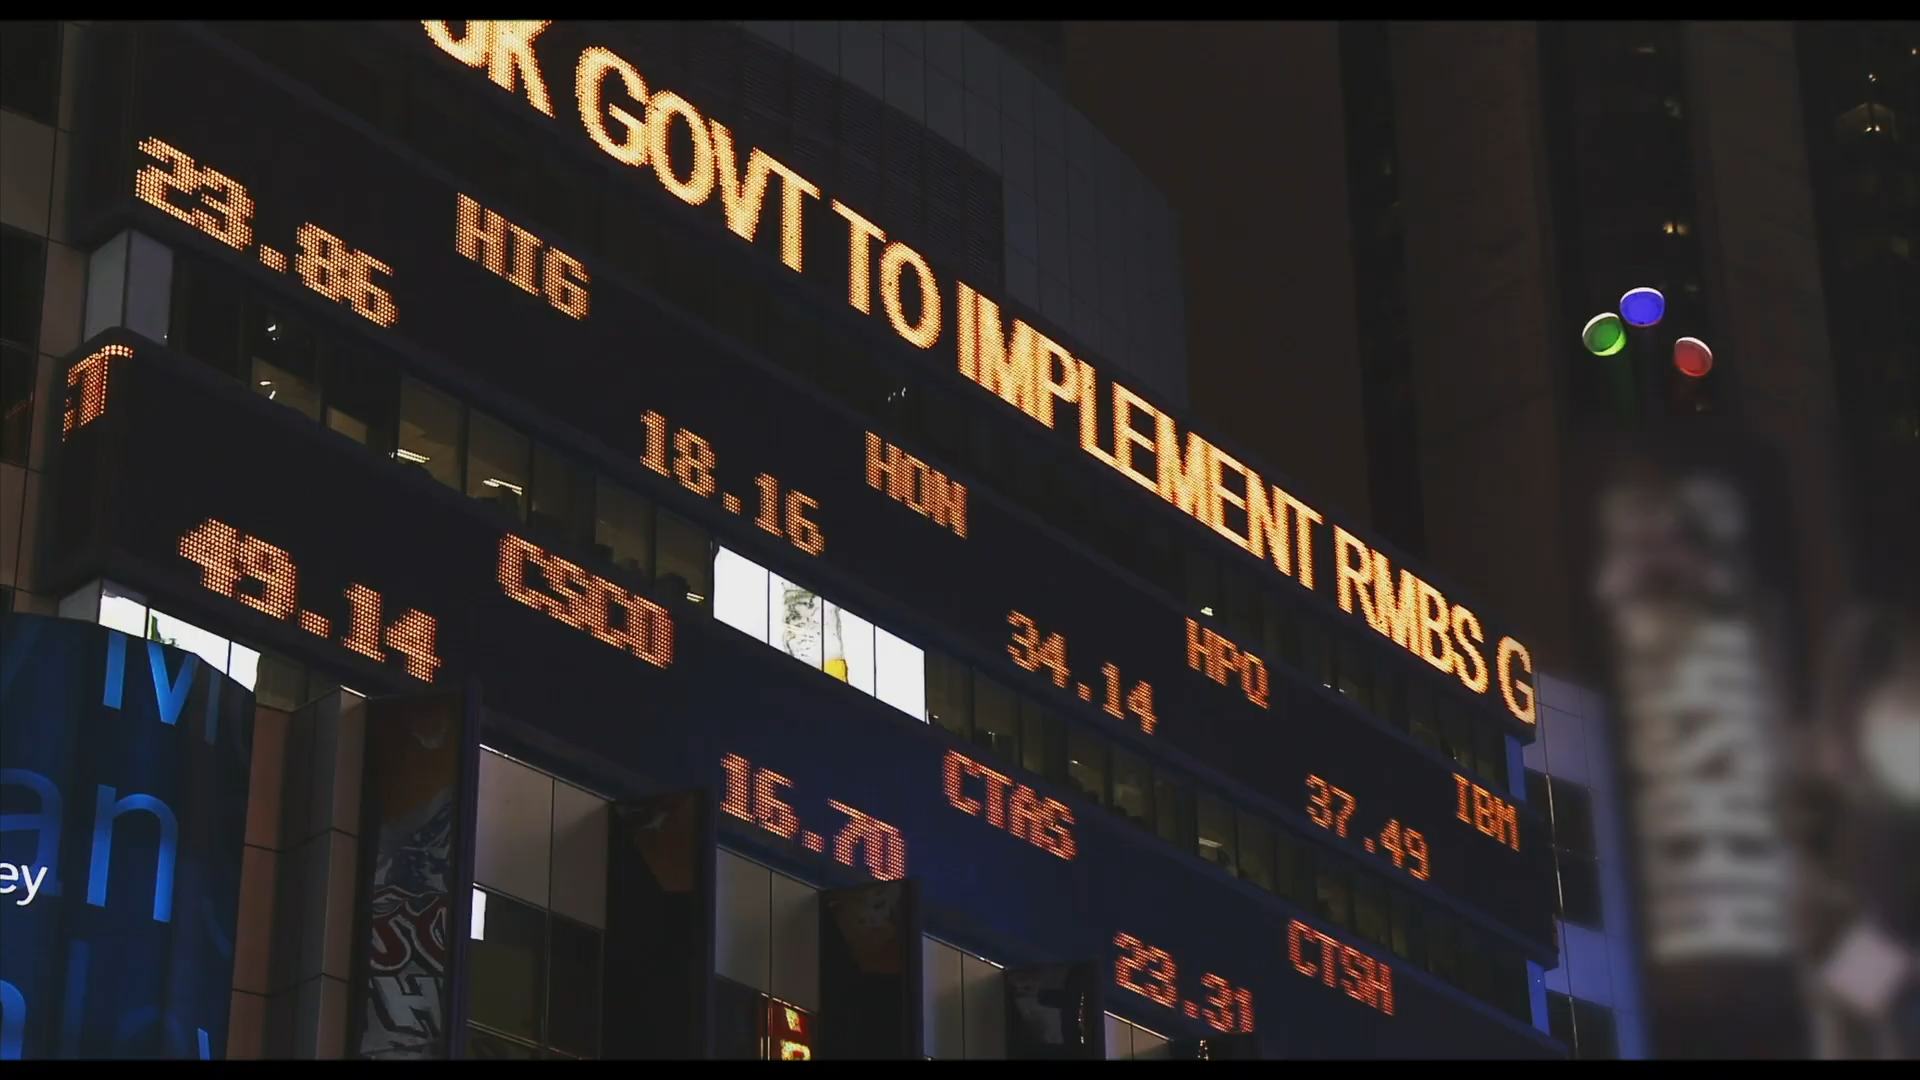 GOVT TO IMPLEMENT RMBS G
23.86 HIG 18.16 HON 34.14 HPQ 37.49 IBM
49.14 CSCO 16.70 CTAS 23.31 CTSH
an
ey